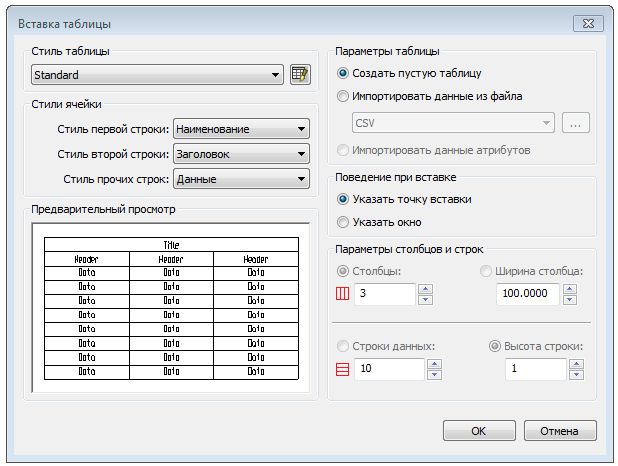 Вставка таблицы
Стиль таблицы
Standard
Стили ячейки
Стиль первой строки: Наименование
Стиль второй строки: Заголовок
Стиль прочих строк: Данные
Предварительный просмотр
Title
Header Header Header
Data Data Data
Data Data Data
Data Data Data
Data Data Data
Data Data Data
Data Data Data
Data Data Data
Data Data Data
Параметры таблицы
Создать пустую таблицу
Импортировать данные из файла
CSV ...
Импортировать данные атрибутов
Поведение при вставке
Указать точку вставки
Указать окно
Параметры столбцов и строк
Столбцы: Ширина столбца:
3 100.0000
Строки данных: Высота строки:
10 1
OK Отмена